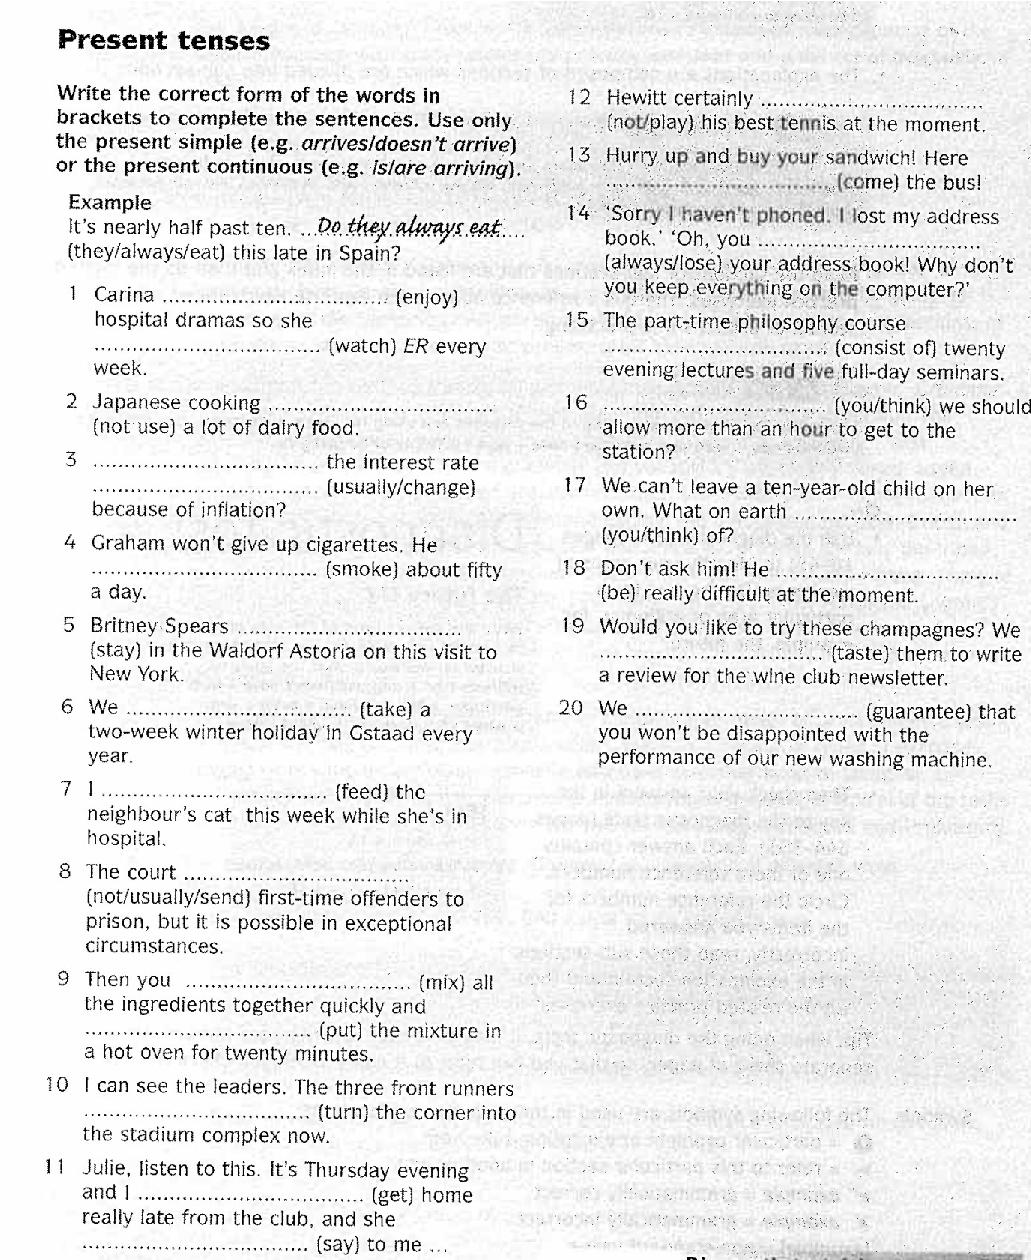 Present tenses
Write the correct form of the words in
brackets to complete the sentences. Use only
the present simple (e.g. arrives/doesn't arrive)
or the present continuous (e.g. is/are arriving).
Example
It's nearly half past ten. ... Do they always eat ....
(they/always/eat) this late in Spain?
1 Carina .................................... (enjoy)
hospital dramas so she
.................................... (watch) ER every
week.
2 Japanese cooking ....................................
(not use) a lot of dairy food.
3 .................................... the interest rate
.................................... (usually/change)
because of inflation?
4 Graham won't give up cigarettes. He
.................................... (smoke) about fifty
a day.
5 Britney Spears ....................................
(stay) in the Waldorf Astoria on this visit to
New York.
6 We .................................... (take) a
two-week winter holiday in Gstaad every
year.
7 I .................................... (feed) the
neighbour's cat this week while she's in
hospital.
8 The court ....................................
(not/usually/send) first-time offenders to
prison, but it is possible in exceptional
circumstances.
9 Then you .................................... (mix) all
the ingredients together quickly and
.................................... (put) the mixture in
a hot oven for twenty minutes.
10 I can see the leaders. The three front runners
.................................... (turn) the corner into
the stadium complex now.
11 Julie, listen to this. It's Thursday evening
and I .................................... (get) home
really late from the club, and she
.................................... (say) to me ...
12 Hewitt certainly ....................................
(not/play) his best tennis at the moment.
13 Hurry up and buy your sandwich! Here
.................................... (come) the bus!
14 'Sorry I haven't phoned. I lost my address
book.' 'Oh, you ....................................
(always/lose) your address book! Why don't
you keep everything on the computer?'
15 The part-time philosophy course
.................................... (consist of) twenty
evening lectures and five full-day seminars.
16 .................................... (you/think) we should
allow more than an hour to get to the
station?
17 We can't leave a ten-year-old child on her
own. What on earth ....................................
(you/think) of?
18 Don't ask him! He ....................................
(be) really difficult at the moment.
19 Would you like to try these champagnes? We
.................................... (taste) them to write
a review for the wine club newsletter.
20 We .................................... (guarantee) that
you won't be disappointed with the
performance of our new washing machine.